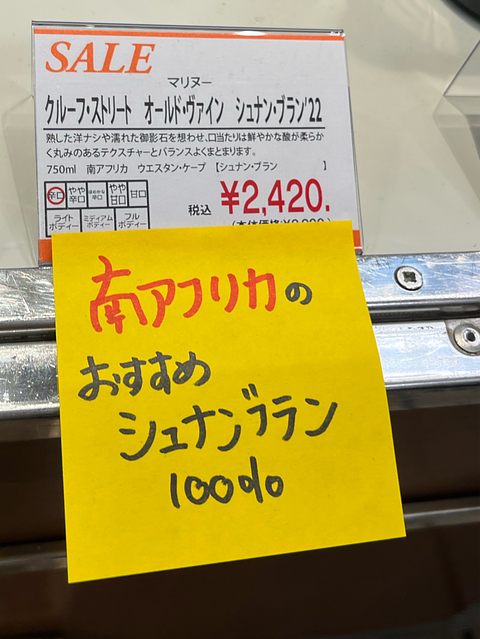 SALE
マリヌー
クルーフ・ストリート オールド・ヴァイン シュナン・ブラン'22
熟した洋ナシや濡れた御影石を想わせ、口当たりは鮮やかな酸が柔らか
く丸みのあるテクスチャーとバランスよくまとまります。
750ml 南アフリカ ウエスタン・ケープ 【シュナン・ブラン 】
辛口 やや辛口 ほのかな辛口 やや甘口 甘口
税込 ¥2,420.
ライトボディー ミディアムボディー フルボディー
南アフリカの
おすすめ
シュナンブラン
100%